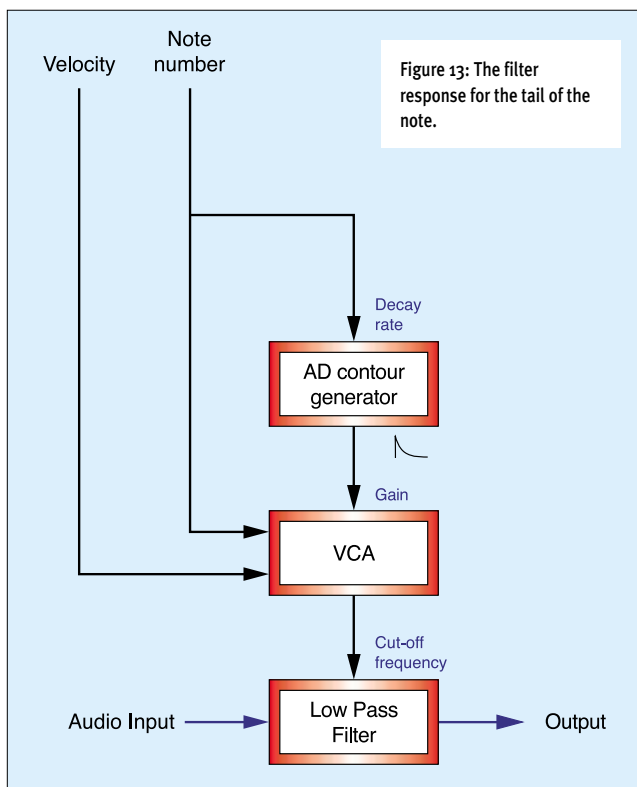 Note
number
Velocity
Figure 13: The filter
response for the tail of the
note.
Decay
rate
AD contour
generator
Gain
VCA
Cut-off
frequency
Audio Input
Low Pass
Filter
Output